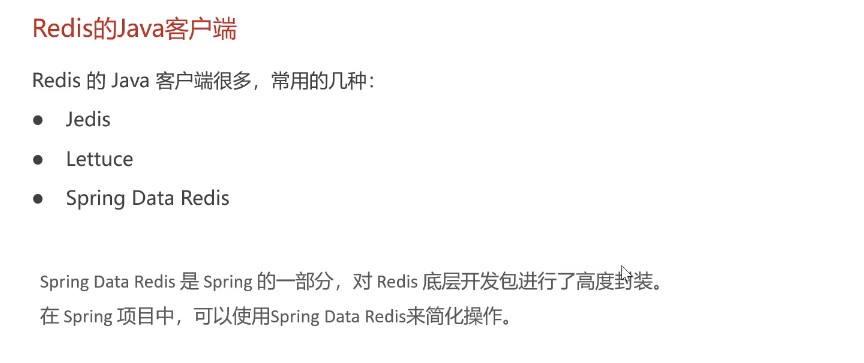 Redis的Java客户端
Redis 的 Java 客户端很多，常用的几种：
● Jedis
● Lettuce
● Spring Data Redis
Spring Data Redis 是 Spring 的一部分，对 Redis 底层开发包进行了高度封装。
在 Spring 项目中，可以使用Spring Data Redis来简化操作。